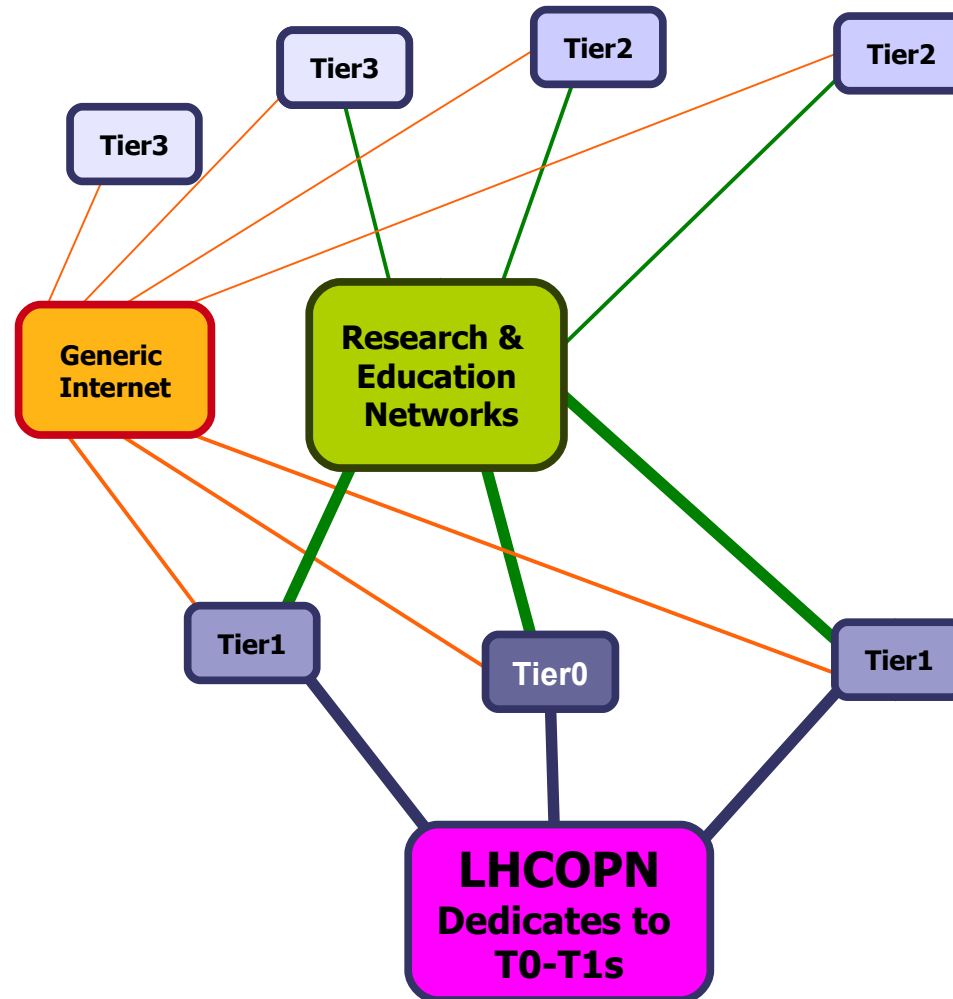 Tier3
Tier3
Tier2
Tier2
Generic
Internet
Research &
Education
Networks
Tier1
Tier0
Tier1
LHCOPN
Dedicates to
T0-T1s